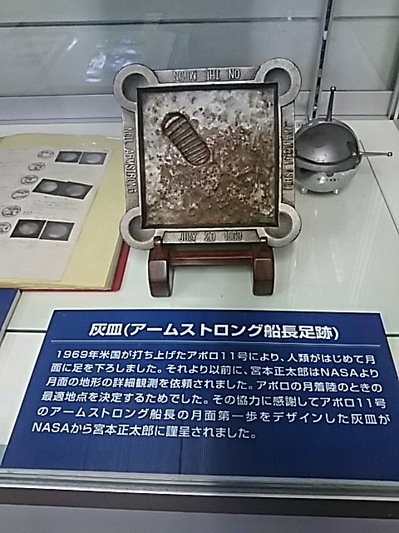 ON THE MOON
NEIL ARMSTRONG
JULY 20 1969
灰皿(アームストロング船長足跡)
1969年米国が打ち上げたアポロ11号により、人類がはじめて月
面に足を下ろしました。それより以前に、宮本正太郎はNASAより
月面の地形の詳細観測を依頼されました。アポロの月着陸のときの
最適地点を決定するためでした。その協力に感謝してアポロ11号
のアームストロング船長の月面第一歩をデザインした灰皿が
NASAから宮本正太郎に謹呈されました。